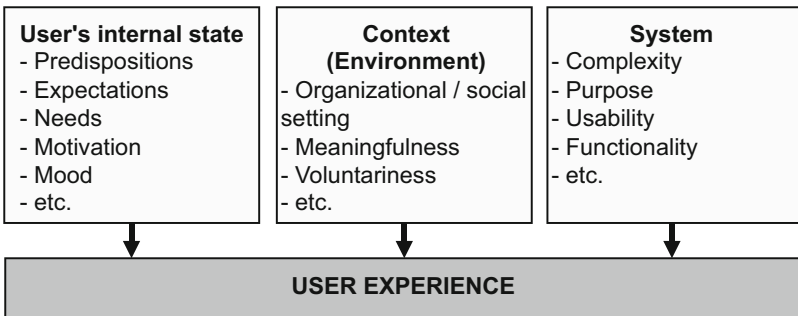 User's internal state
- Predispositions
- Expectations
- Needs
- Motivation
- Mood
- etc.
Context
(Environment)
- Organizational / social
setting
- Meaningfulness
- Voluntariness
- etc.
System
- Complexity
- Purpose
- Usability
- Functionality
- etc.
USER EXPERIENCE